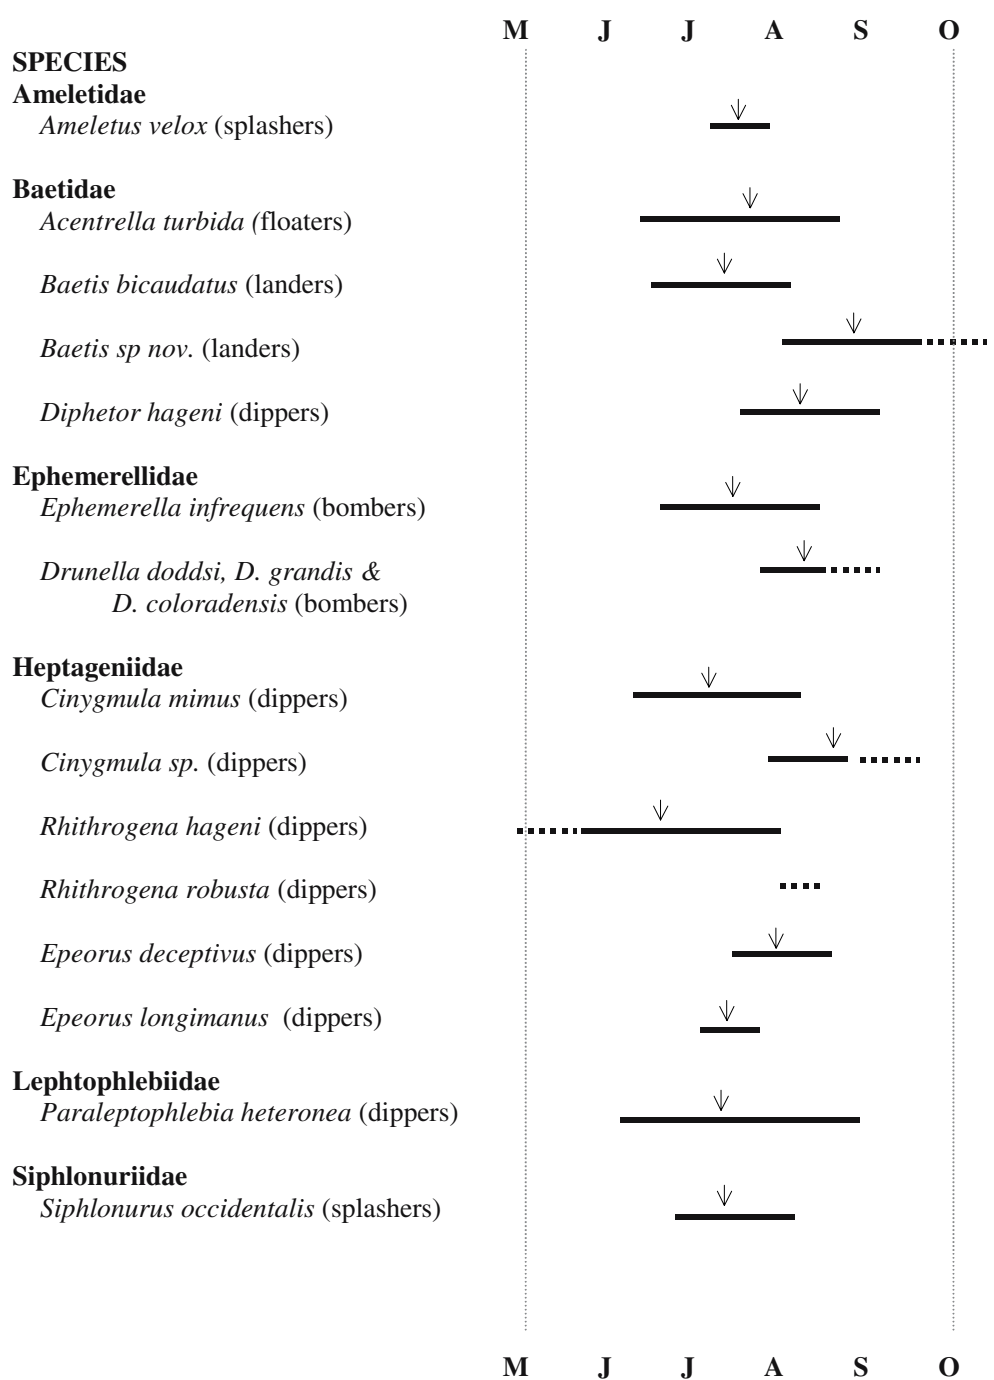 M J J A S O
SPECIES
Ameletidae
Ameletus velox (splashers)
Baetidae
Acentrella turbida (floaters)
Baetis bicaudatus (landers)
Baetis sp nov. (landers)
Diphetor hageni (dippers)
Ephemerellidae
Ephemerella infrequens (bombers)
Drunella doddsi, D. grandis &
D. coloradensis (bombers)
Heptageniidae
Cinygmula mimus (dippers)
Cinygmula sp. (dippers)
Rhithrogena hageni (dippers)
Rhithrogena robusta (dippers)
Epeorus deceptivus (dippers)
Epeorus longimanus (dippers)
Lephtophlebiidae
Paraleptophlebia heteronea (dippers)
Siphlonuriidae
Siphlonurus occidentalis (splashers)
M J J A S O